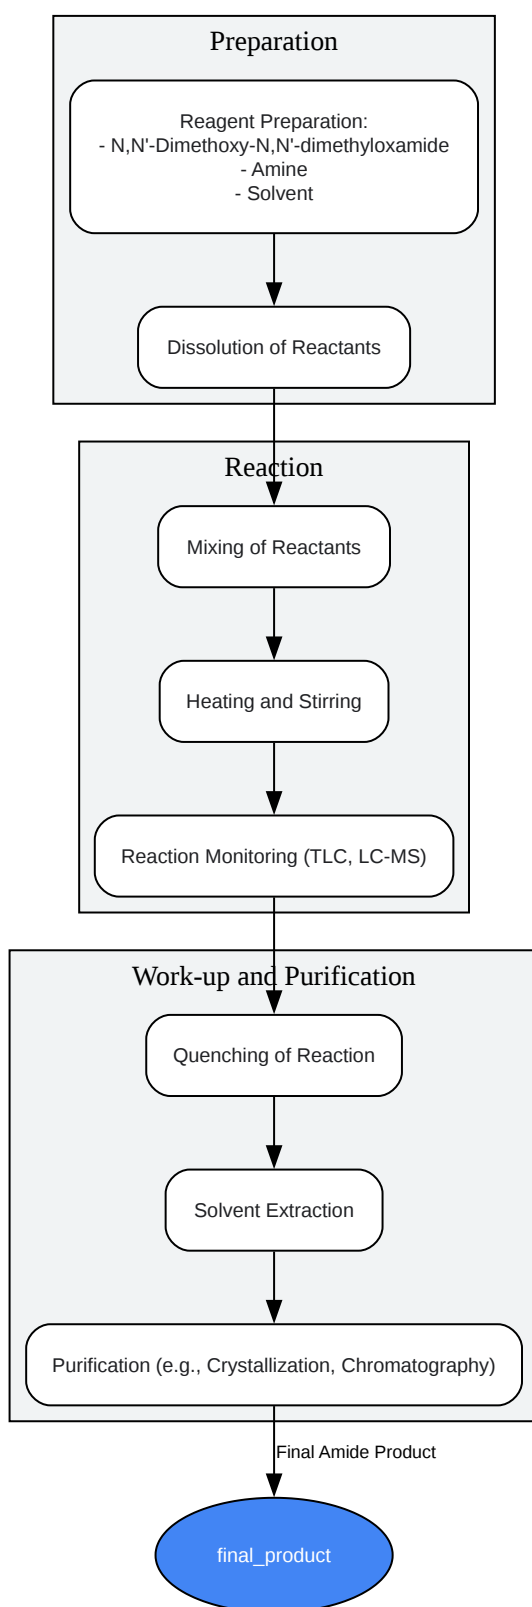 Preparation
Reagent Preparation:
- N,N'-Dimethoxy-N,N'-dimethyloxamide
- Amine
- Solvent
Dissolution of Reactants
Reaction
Mixing of Reactants
Heating and Stirring
Reaction Monitoring (TLC, LC-MS)
Work-up and Purification
Quenching of Reaction
Solvent Extraction
Purification (e.g., Crystallization, Chromatography)
Final Amide Product
final_product